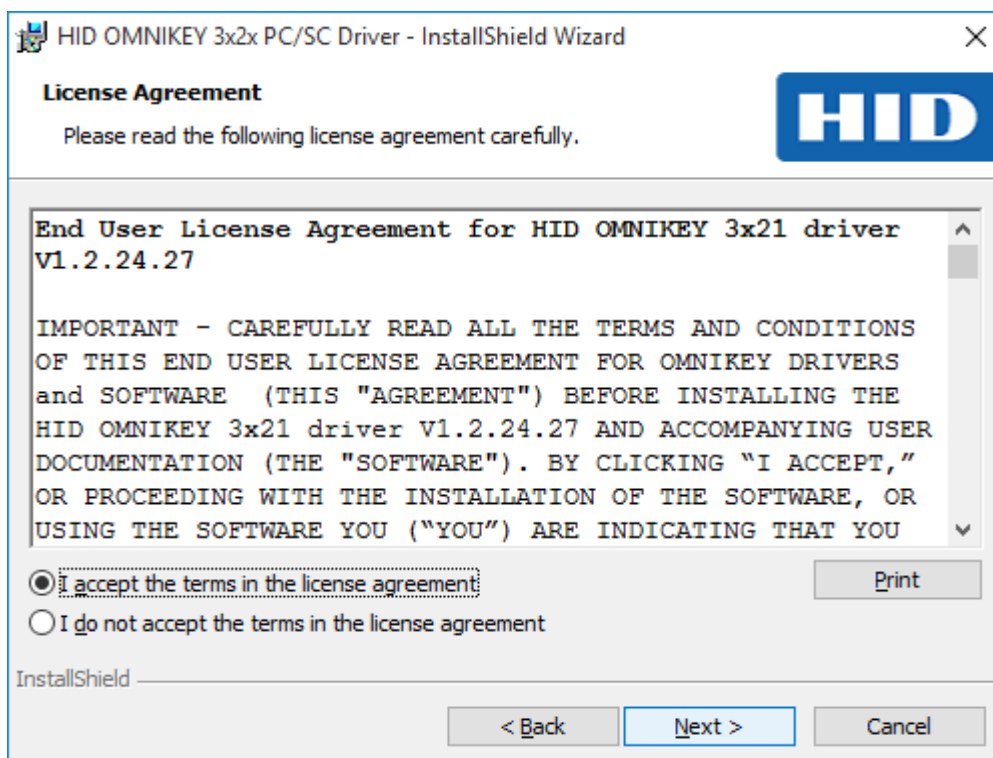 HID OMNIKEY 3x2x PC/SC Driver - InstallShield Wizard
License Agreement
Please read the following license agreement carefully.
HID
End User License Agreement for HID OMNIKEY 3x21 driver
V1.2.24.27
IMPORTANT - CAREFULLY READ ALL THE TERMS AND CONDITIONS
OF THIS END USER LICENSE AGREEMENT FOR OMNIKEY DRIVERS
and SOFTWARE  (THIS "AGREEMENT") BEFORE INSTALLING THE
HID OMNIKEY 3x21 driver V1.2.24.27 AND ACCOMPANYING USER
DOCUMENTATION (THE "SOFTWARE"). BY CLICKING “I ACCEPT,”
OR PROCEEDING WITH THE INSTALLATION OF THE SOFTWARE, OR
USING THE SOFTWARE YOU (“YOU”) ARE INDICATING THAT YOU
I accept the terms in the license agreement
Print
I do not accept the terms in the license agreement
InstallShield
< Back
Next >
Cancel